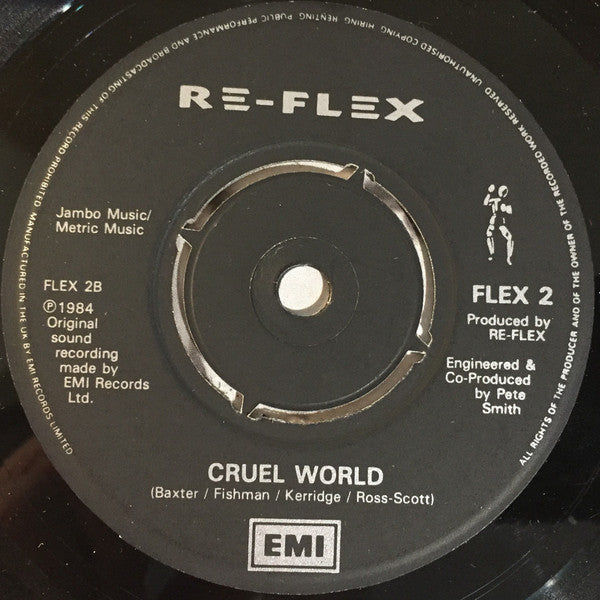 RE-FLEX
Jambo Music/
Metric Music
FLEX 2B
℗1984
Original
sound
recording
made by
EMI Records
Ltd.
FLEX 2
Produced by
RE-FLEX
Engineered &
Co-Produced
by Pete
Smith
CRUEL WORLD
(Baxter / Fishman / Kerridge / Ross-Scott)
EMI
ALL RIGHTS OF THE PRODUCER AND OF THE OWNER OF THE RECORDED WORK RESERVED UNAUTHORISED COPYING, HIRING, RENTING, PUBLIC PERFORMANCE AND BROADCASTING OF THIS RECORD PROHIBITED. MANUFACTURED IN THE UK BY EMI RECORDS LIMITED